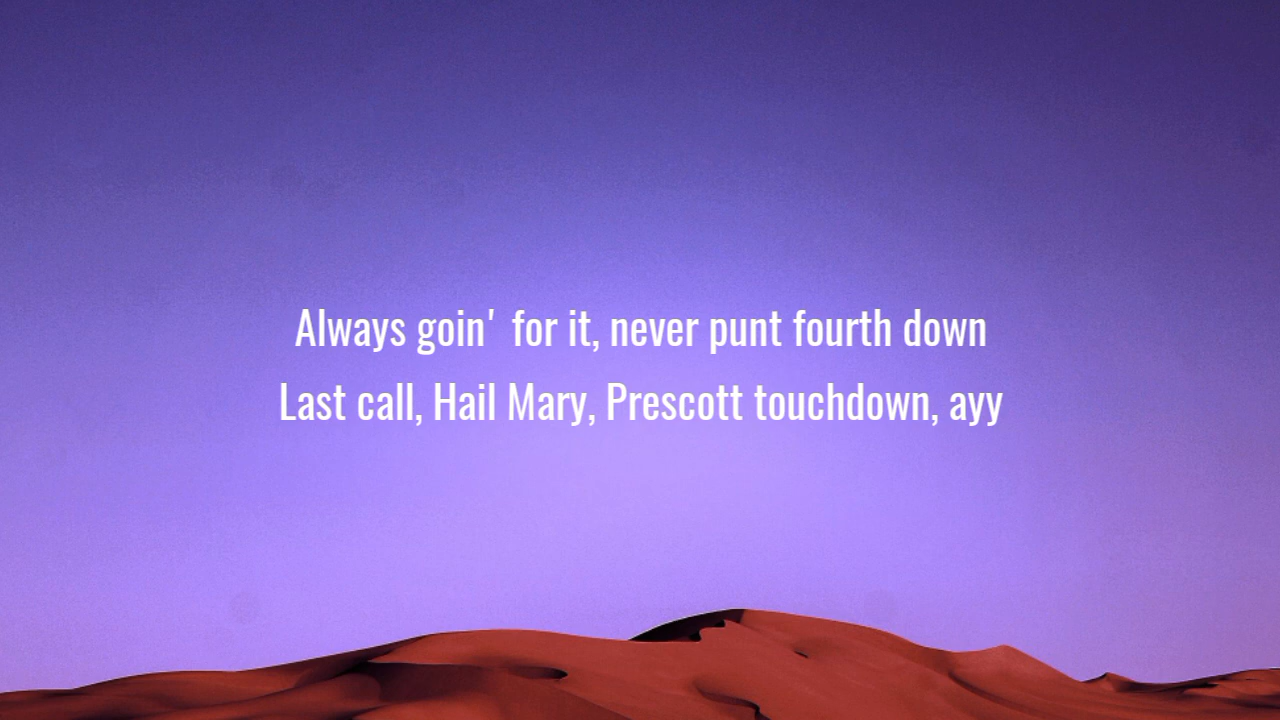 Always goin' for it, never punt fourth down
Last call, Hail Mary, Prescott touchdown, ayy